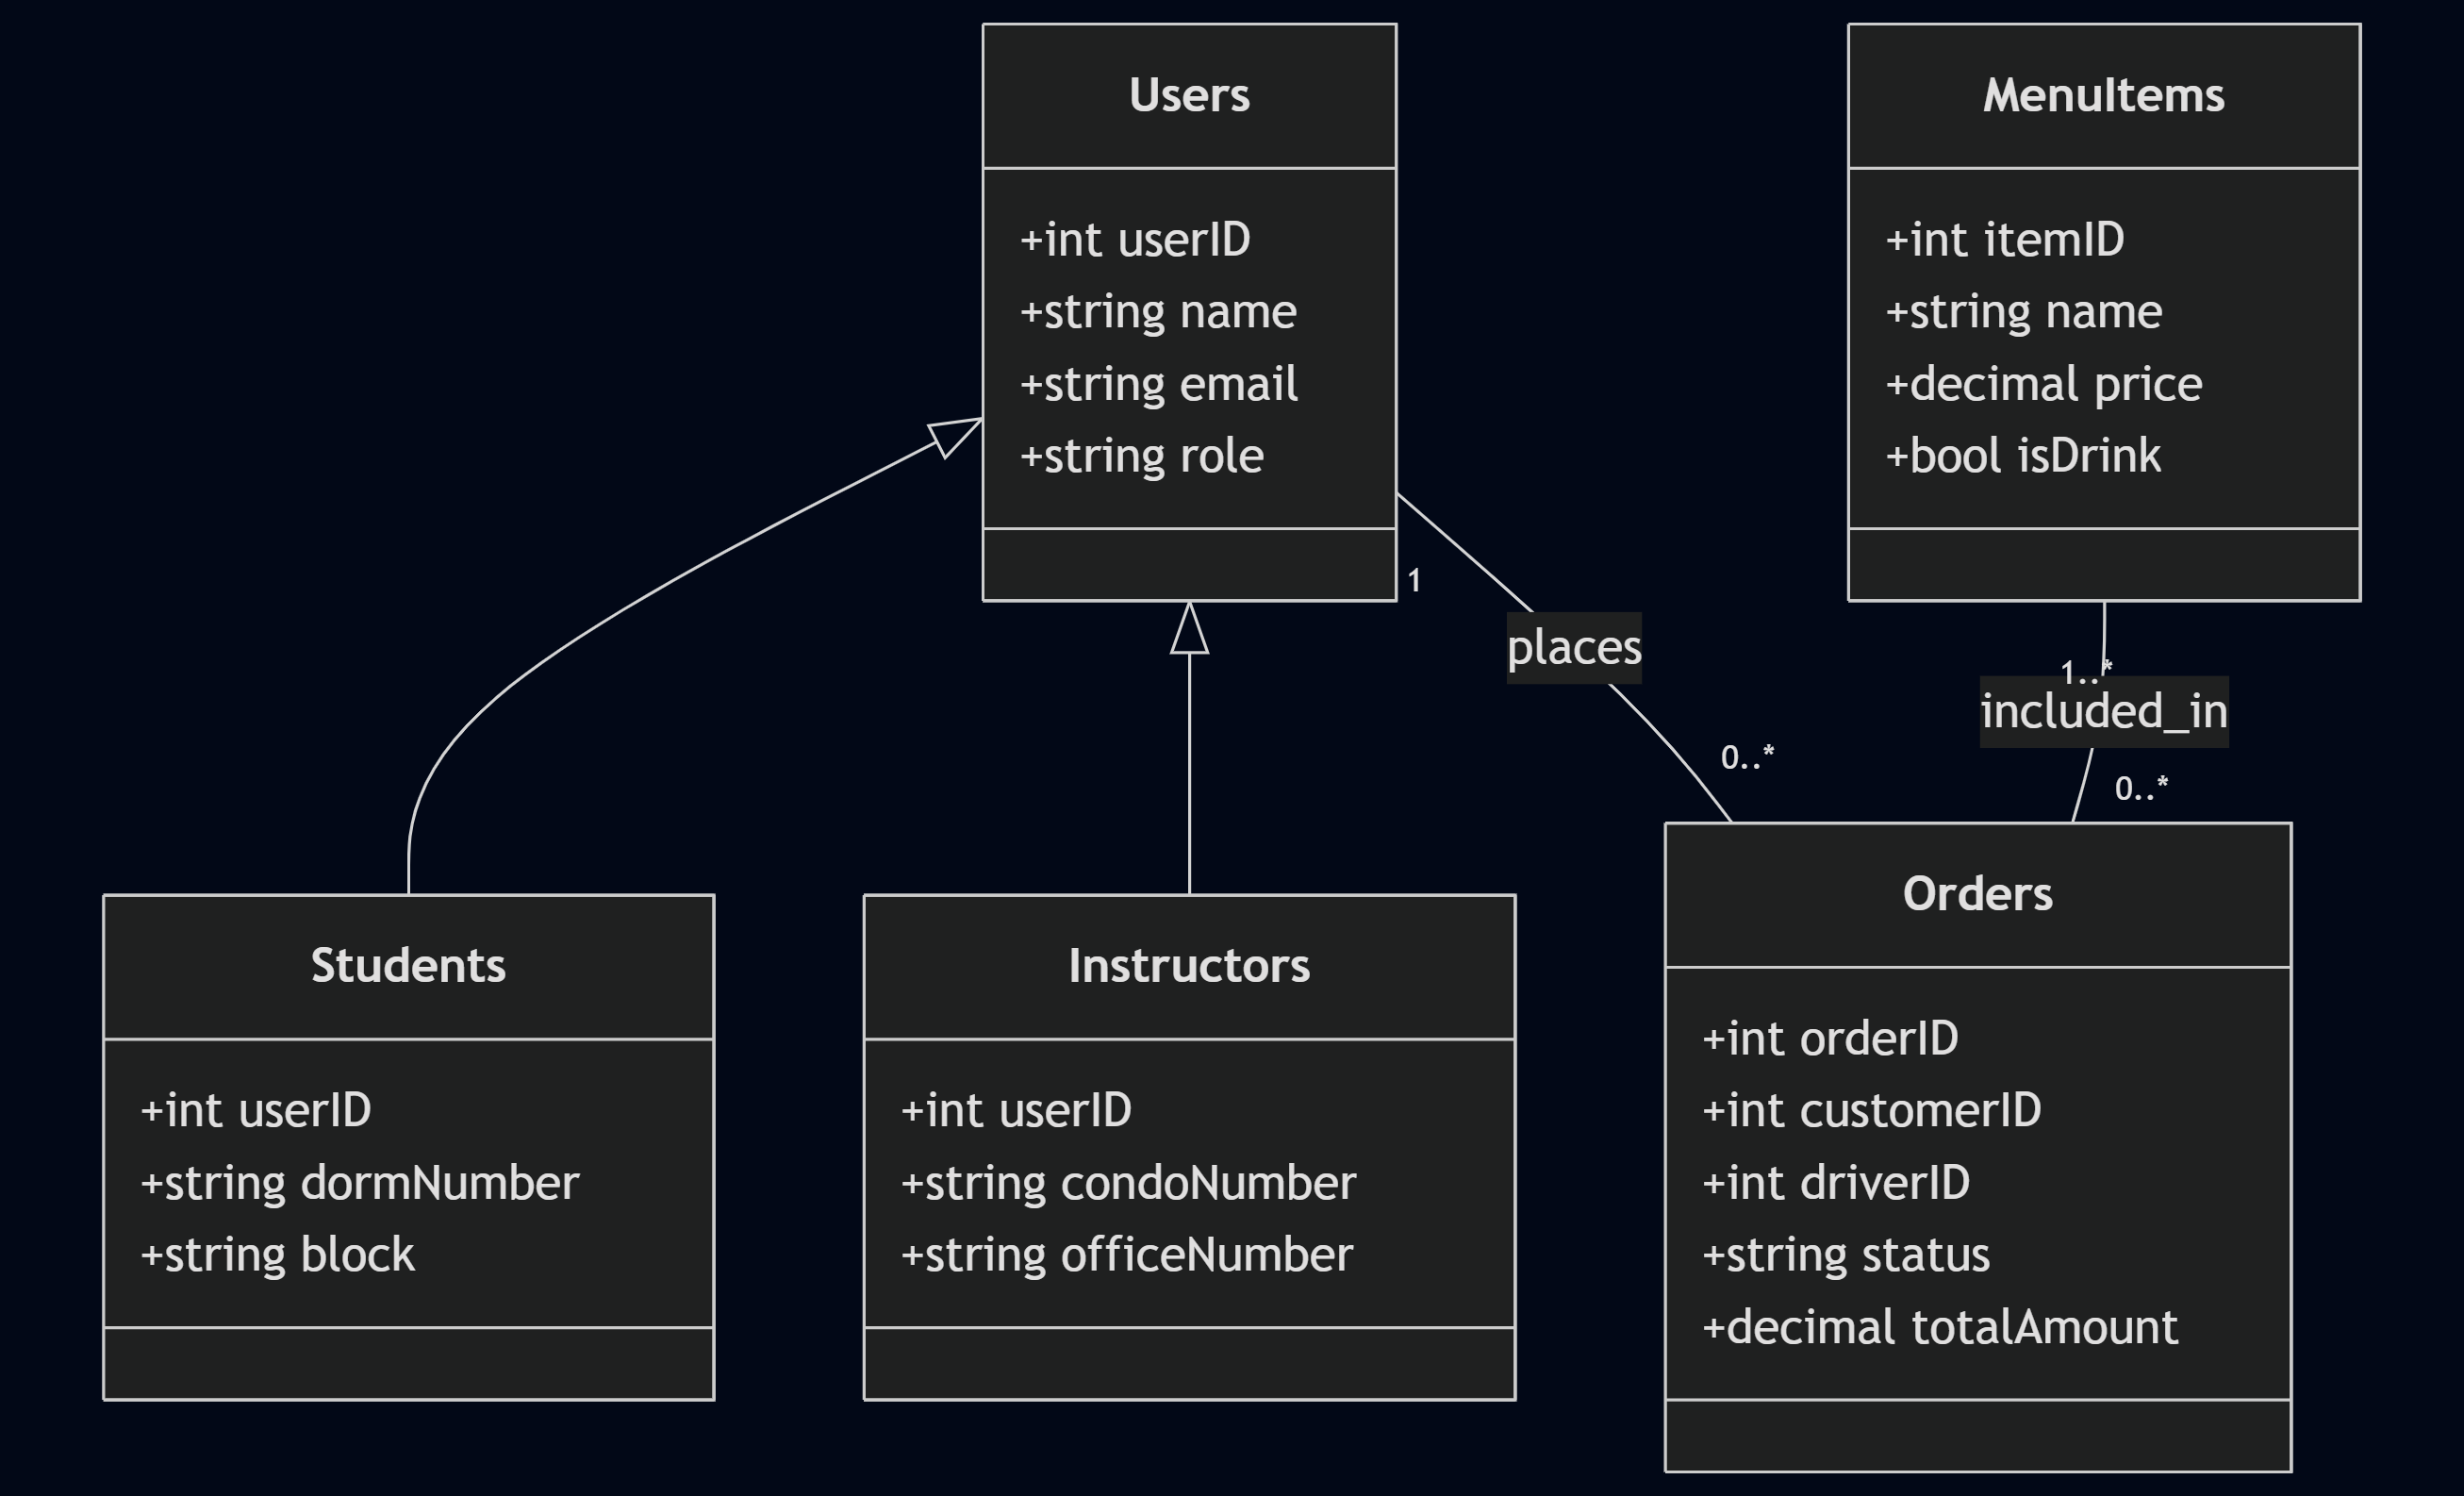 Users
+int userID
+string name
+string email
+string role
MenuItems
+int itemID
+string name
+decimal price
+bool isDrink
1
places
0..*
1..*
included_in
0..*
Students
+int userID
+string dormNumber
+string block
Instructors
+int userID
+string condoNumber
+string officeNumber
Orders
+int orderID
+int customerID
+int driverID
+string status
+decimal totalAmount